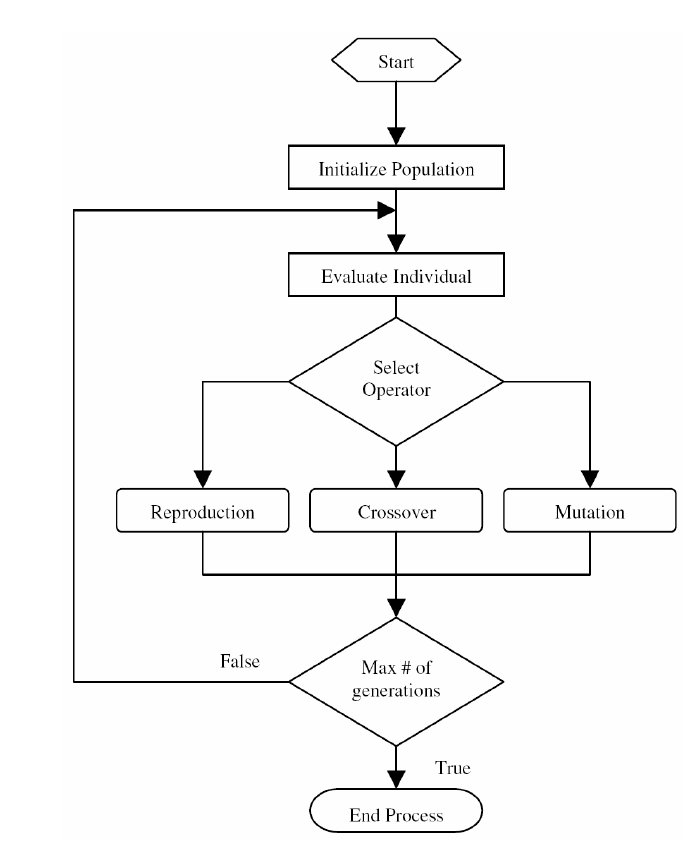 Start
Initialize Population
Evaluate Individual
Select
Operator
Reproduction
Crossover
Mutation
False
Max # of
generations
True
End Process